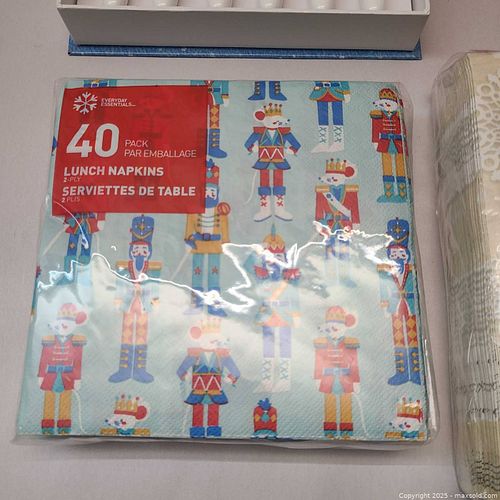 EVERYDAY
ESSENTIALS
40 PACK
PAR EMBALLAGE
LUNCH NAPKINS
2-PLY
SERVIETTES DE TABLE
2 PLIS
Copyright 2025 - maxsold.com